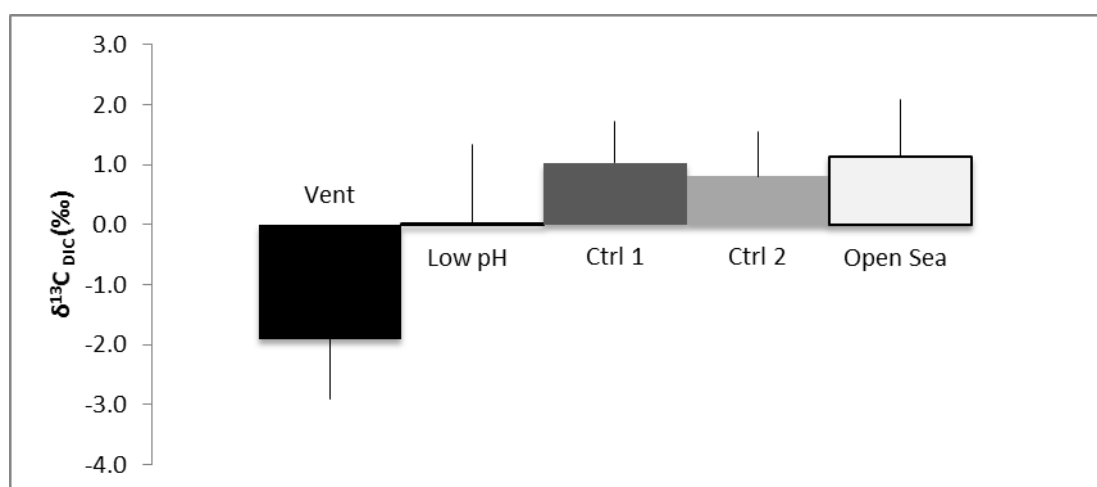 3.0
2.0
1.0
0.0
-1.0
-2.0
-3.0
-4.0
δ¹³C DIC (‰)
Vent
Low pH
Ctrl 1
Ctrl 2
Open Sea